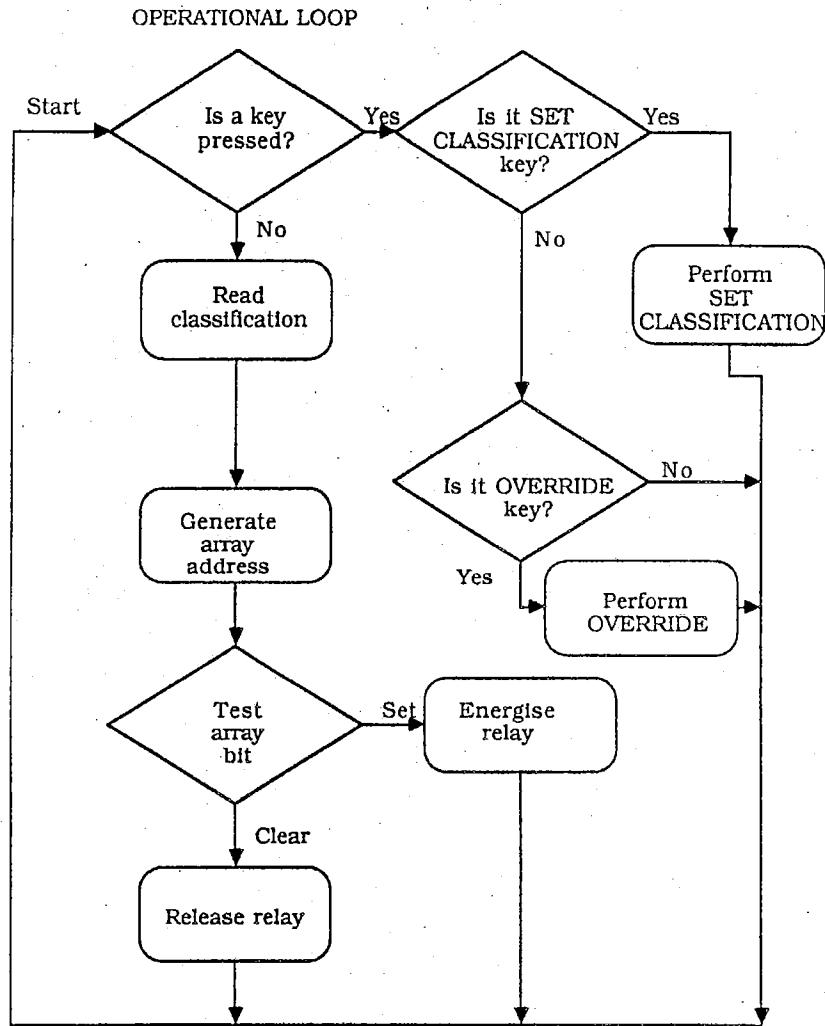 OPERATIONAL LOOP
Start
Is a key
pressed?
Yes
Is it SET
CLASSIFICATION
key?
Yes
No
No
Read
classification
Perform
SET
CLASSIFICATION
Is it OVERRIDE
key?
No
Generate
array
address
Yes
Perform
OVERRIDE
Test
array
bit
Set
Energise
relay
Clear
Release relay